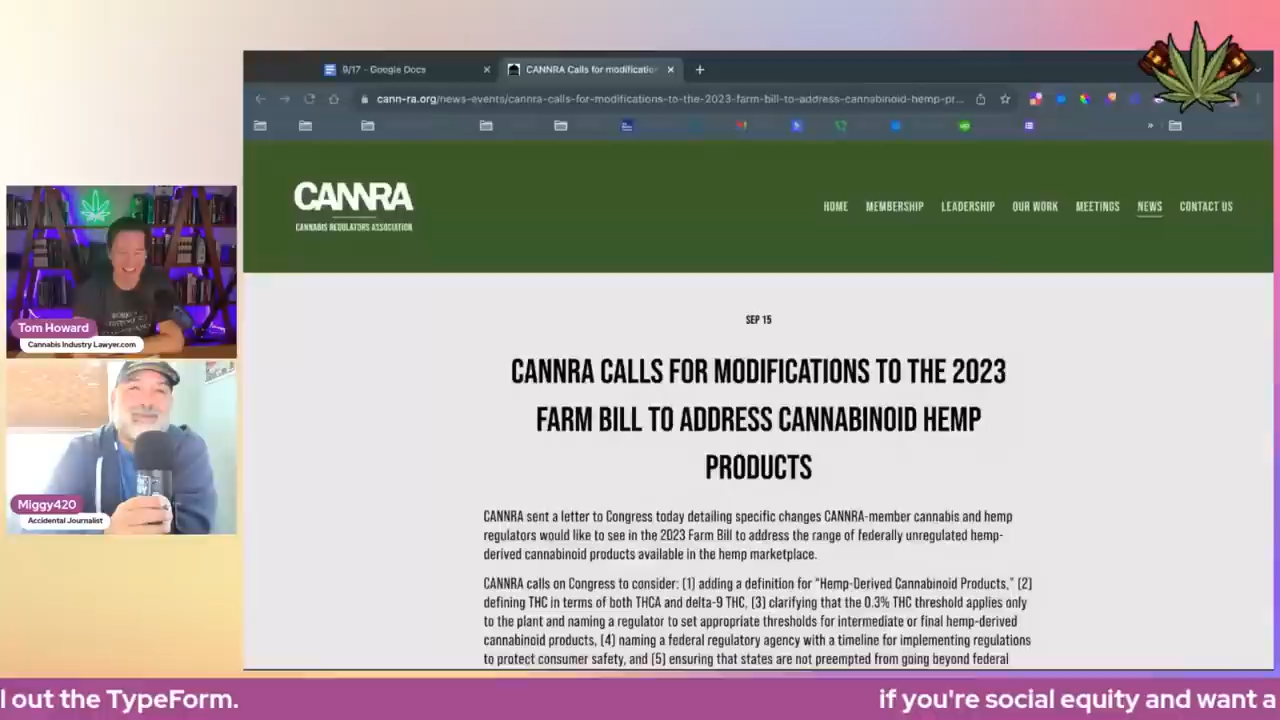 9/17 - Google Docs
CANNRA Calls for modificatio
cann-ra.org/news-events/cannra-calls-for-modifications-to-the-2023-farm-bill-to-address-cannabinoid-hemp-pr...
CANNRA
CANNABIS REGULATORS ASSOCIATION
HOME MEMBERSHIP LEADERSHIP OUR WORK MEETINGS NEWS CONTACT US
SEP 15
CANNRA CALLS FOR MODIFICATIONS TO THE 2023
FARM BILL TO ADDRESS CANNABINOID HEMP
PRODUCTS
CANNRA sent a letter to Congress today detailing specific changes CANNRA-member cannabis and hemp
regulators would like to see in the 2023 Farm Bill to address the range of federally unregulated hemp-
derived cannabinoid products available in the hemp marketplace.
CANNRA calls on Congress to consider: (1) adding a definition for "Hemp-Derived Cannabinoid Products," (2)
defining THC in terms of both THCA and delta-9 THC, (3) clarifying that the 0.3% THC threshold applies only
to the plant and naming a regulator to set appropriate thresholds for intermediate or final hemp-derived
cannabinoid products, (4) naming a federal regulatory agency with a timeline for implementing regulations
to protect consumer safety, and (5) ensuring that states are not preempted from going beyond federal
Tom Howard
Cannabis Industry Lawyer.com
Miggy420
Accidental Journalist
l out the TypeForm.
if you're social equity and want a